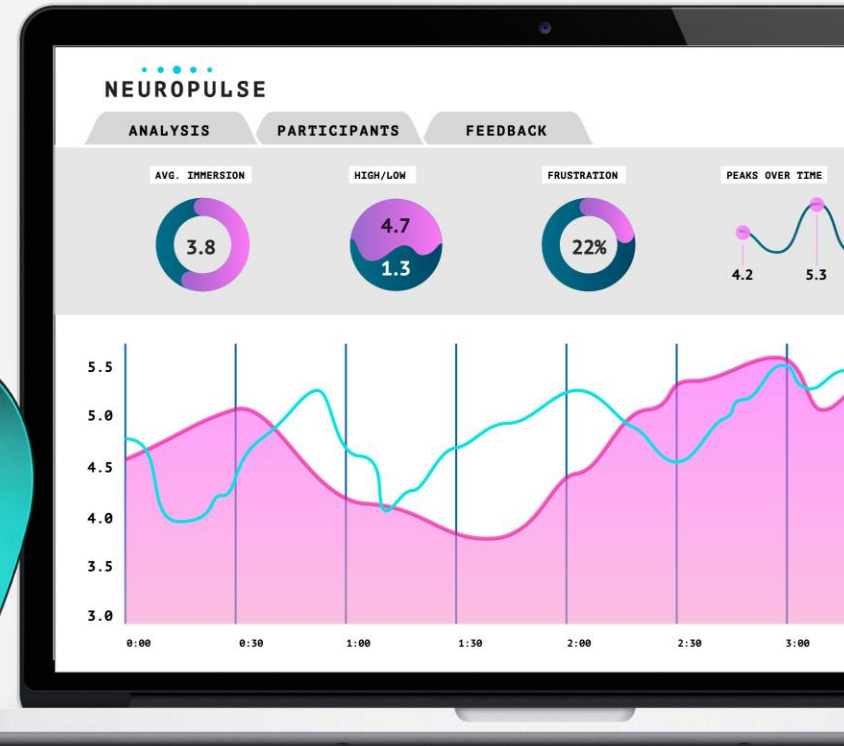 NEUROPULSE
ANALYSIS PARTICIPANTS FEEDBACK
AVG. IMMERSION HIGH/LOW FRUSTRATION PEAKS OVER TIME
3.8 4.7 22%
1.3
4.2 5.3
5.5
5.0
4.5
4.0
3.5
3.0
0:00 0:30 1:00 1:30 2:00 2:30 3:00